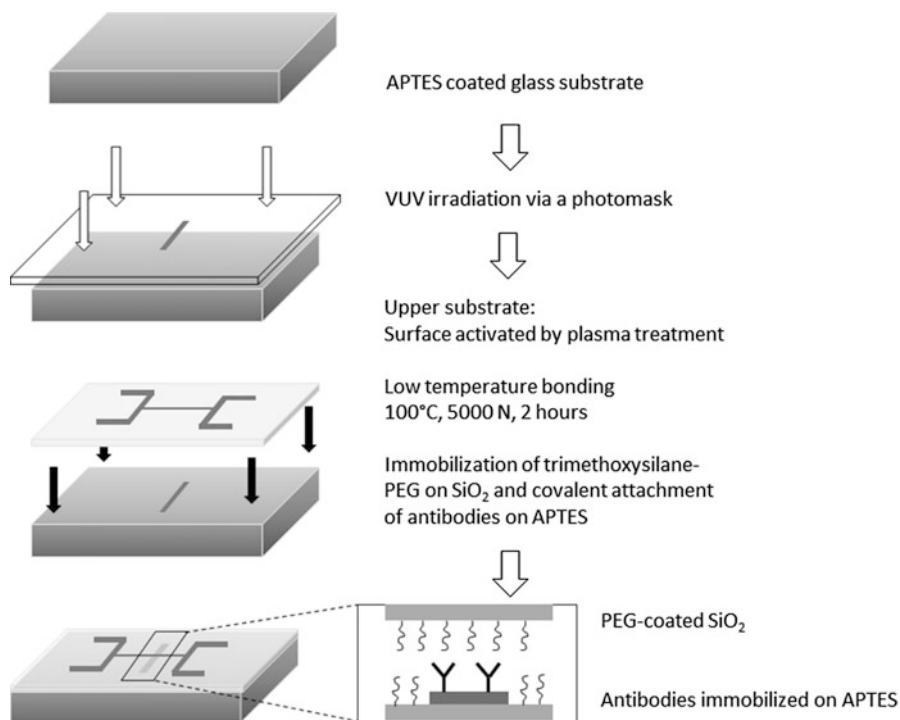 APTES coated glass substrate
VUV irradiation via a photomask
Upper substrate:
Surface activated by plasma treatment
Low temperature bonding
100°C, 5000 N, 2 hours
Immobilization of trimethoxysilane-
PEG on SiO₂ and covalent attachment
of antibodies on APTES
PEG-coated SiO₂
Antibodies immobilized on APTES